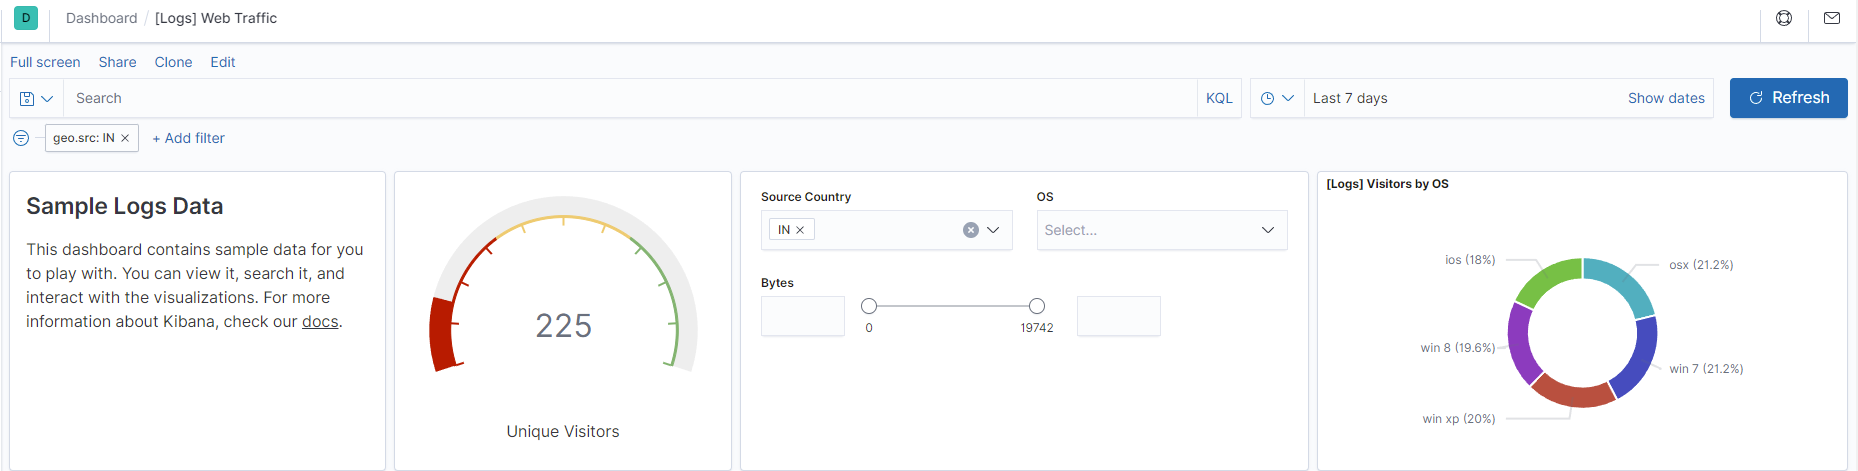 D Dashboard / [Logs] Web Traffic
Full screen Share Clone Edit
Search KQL Last 7 days Show dates Refresh
geo.src: IN × + Add filter
Sample Logs Data
This dashboard contains sample data for you
to play with. You can view it, search it, and
interact with the visualizations. For more
information about Kibana, check our docs.
225
Unique Visitors
Source Country OS
IN × Select...
Bytes
0 19742
[Logs] Visitors by OS
ios (18%) osx (21.2%)
win 8 (19.6%) win 7 (21.2%)
win xp (20%)